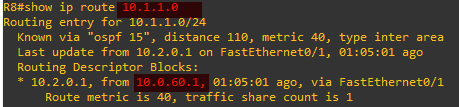 R8#show ip route 10.1.1.0
Routing entry for 10.1.1.0/24
Known via "ospf 15", distance 110, metric 40, type inter area
Last update from 10.2.0.1 on FastEthernet0/1, 01:05:01 ago
Routing Descriptor Blocks:
* 10.2.0.1, from 10.0.60.1, 01:05:01 ago, via FastEthernet0/1
Route metric is 40, traffic share count is 1